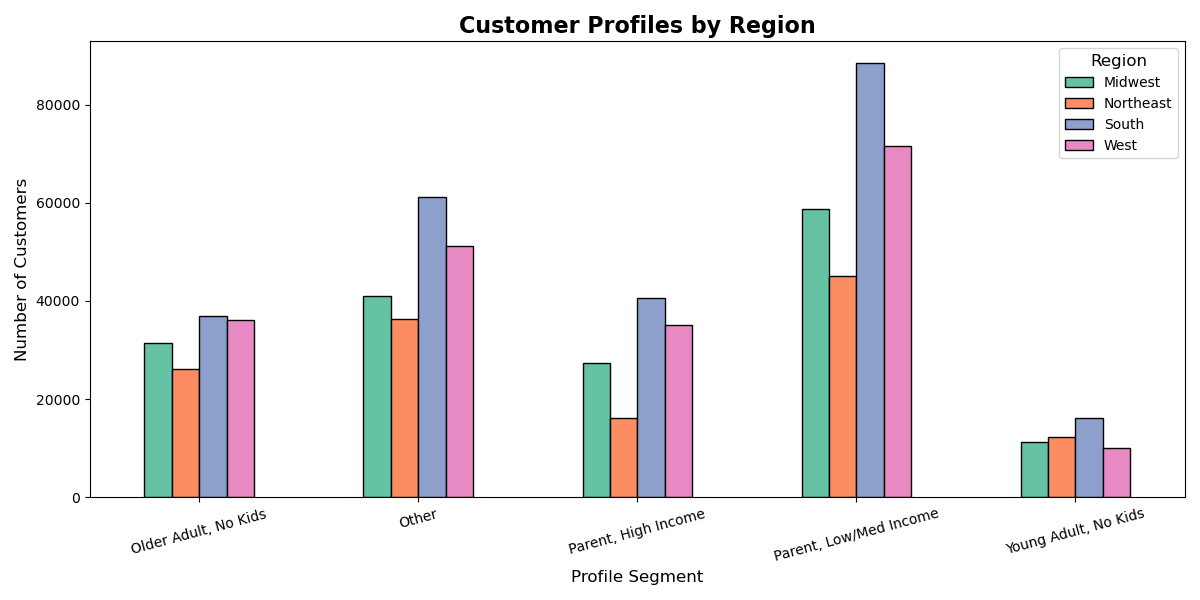 Customer Profiles by Region
Region
Midwest
Northeast
South
West
Number of Customers
80000
60000
40000
20000
0
Older Adult, No Kids
Other
Parent, High Income
Parent, Low/Med Income
Young Adult, No Kids
Profile Segment